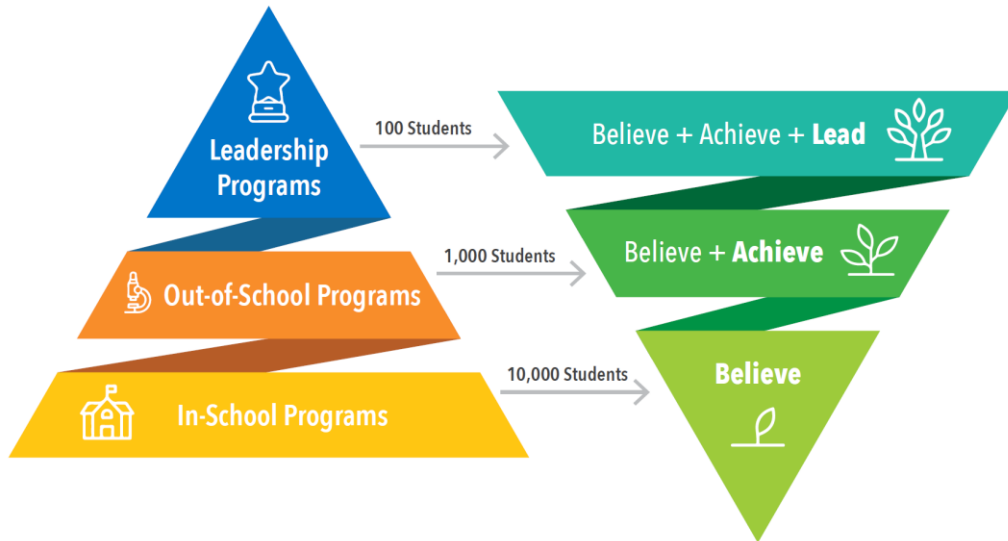 Leadership
Programs
100 Students
Believe + Achieve + Lead
Out-of-School Programs
1,000 Students
Believe + Achieve
In-School Programs
10,000 Students
Believe